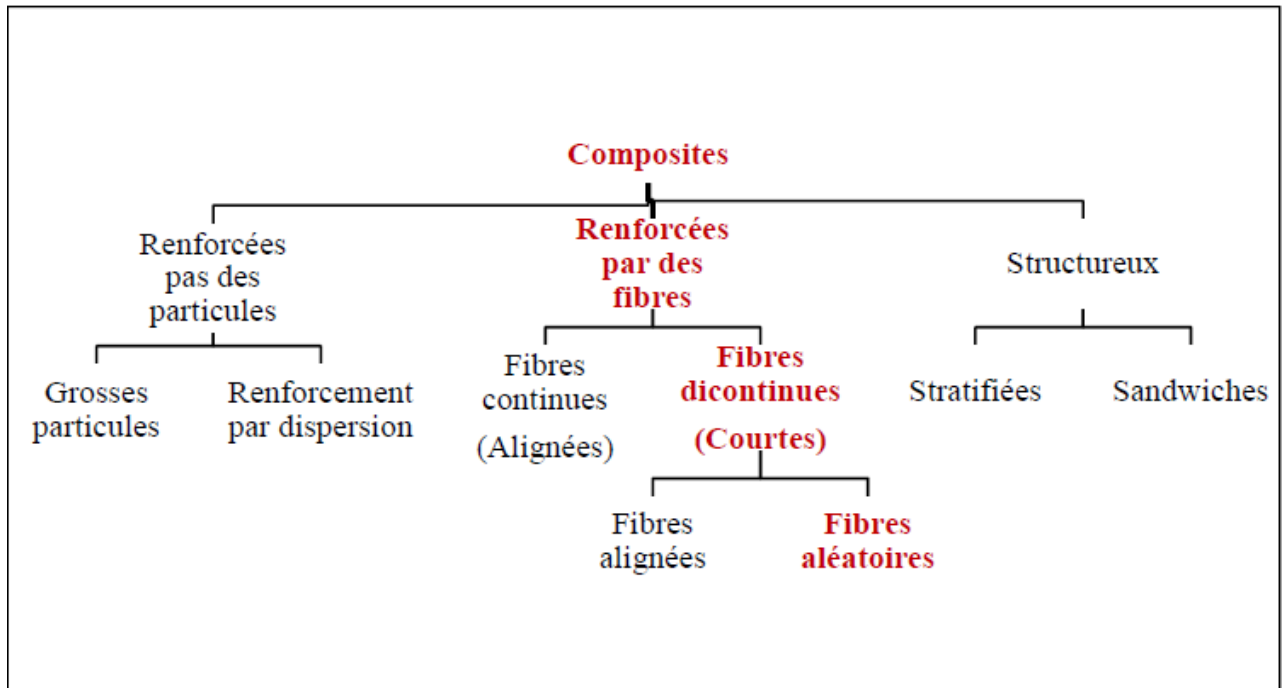 Composites
Renforcées
pas des
particules
Renforcées
par des
fibres
Structureux
Grosses
particules
Renforcement
par dispersion
Fibres
continues
(Alignées)
Fibres
dicontinues
(Courtes)
Stratifiées
Sandwiches
Fibres
alignées
Fibres
aléatoires